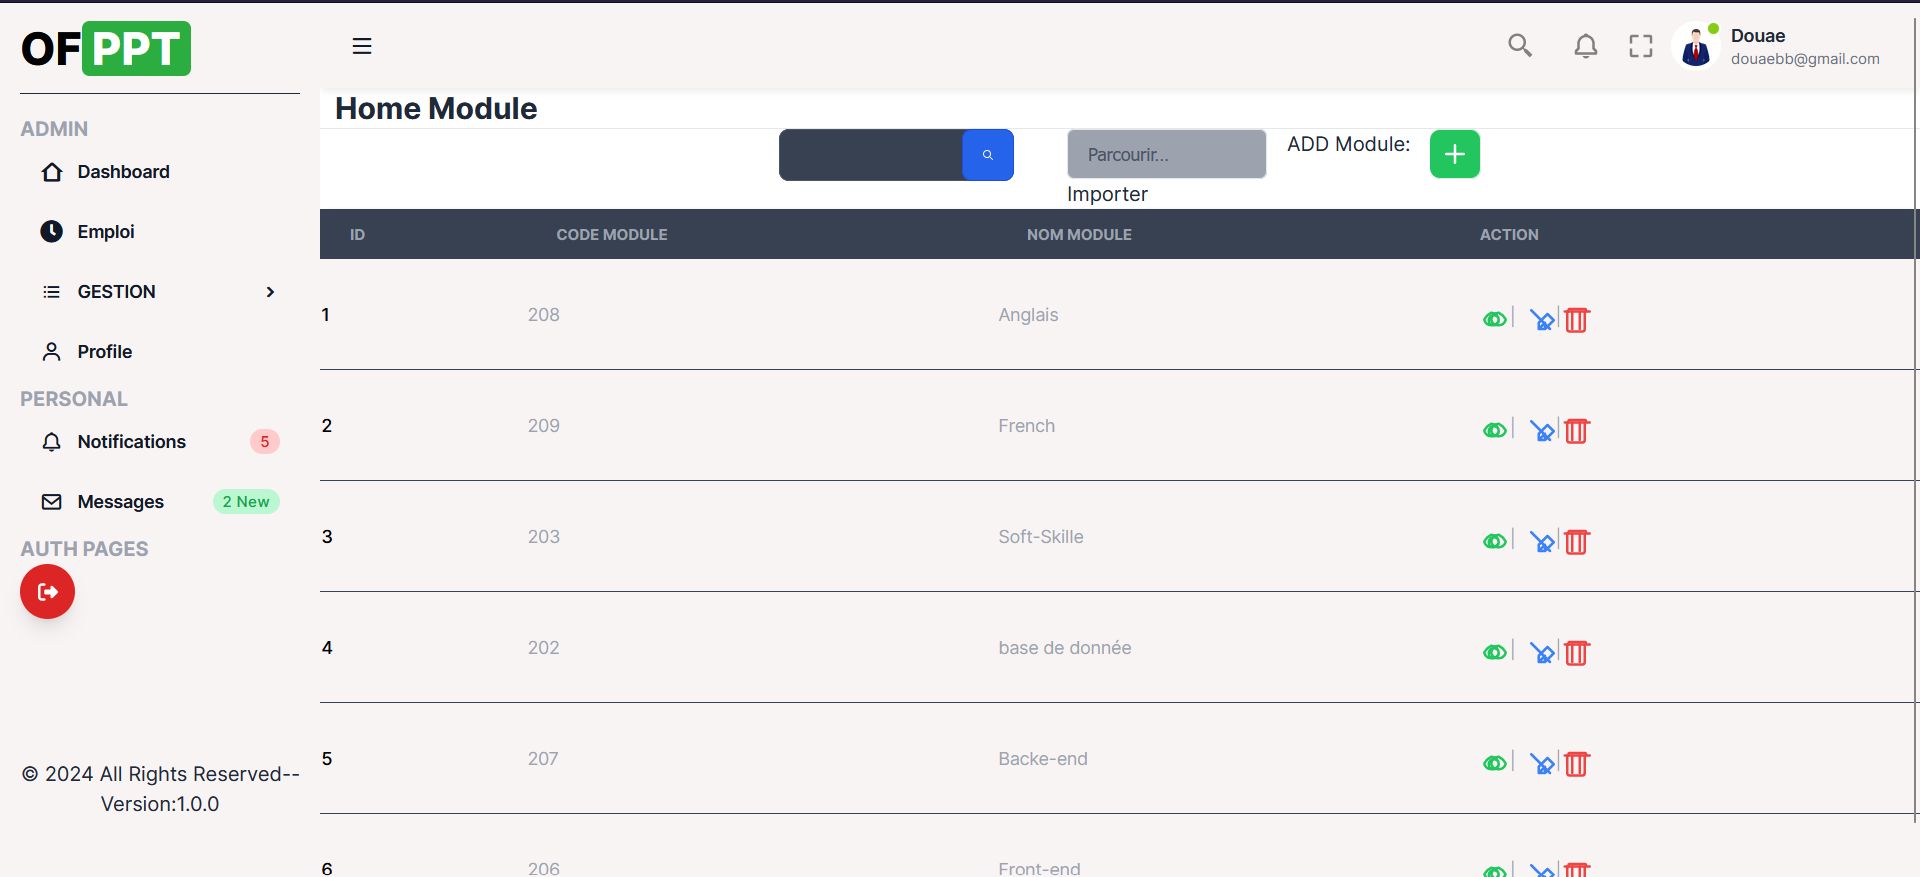 OFPPT
Douae
douaebb@gmail.com
ADMIN
Dashboard
Emploi
GESTION
Profile
PERSONAL
Notifications 5
Messages 2 New
AUTH PAGES
© 2024 All Rights Reserved--
Version:1.0.0
Home Module
Parcourir... ADD Module:
Importer
ID CODE MODULE NOM MODULE ACTION
1 208 Anglais
2 209 French
3 203 Soft-Skille
4 202 base de donnée
5 207 Backe-end
6 206 Front-end